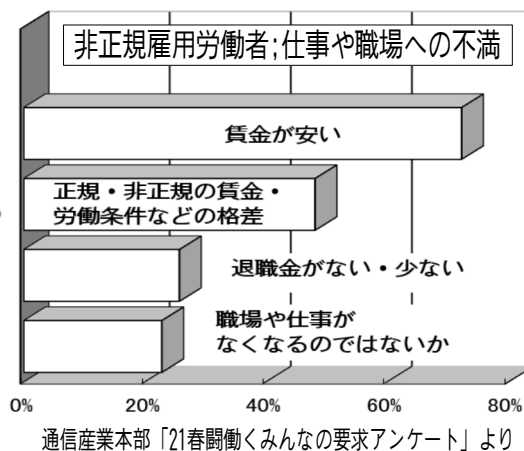 非正規雇用労働者;仕事や職場への不満
賃金が安い
正規・非正規の賃金・
労働条件などの格差
退職金がない・少ない
職場や仕事が
なくなるのではないか
0%
20%
40%
60%
80%
通信産業本部「21春闘働くみんなの要求アンケート」より